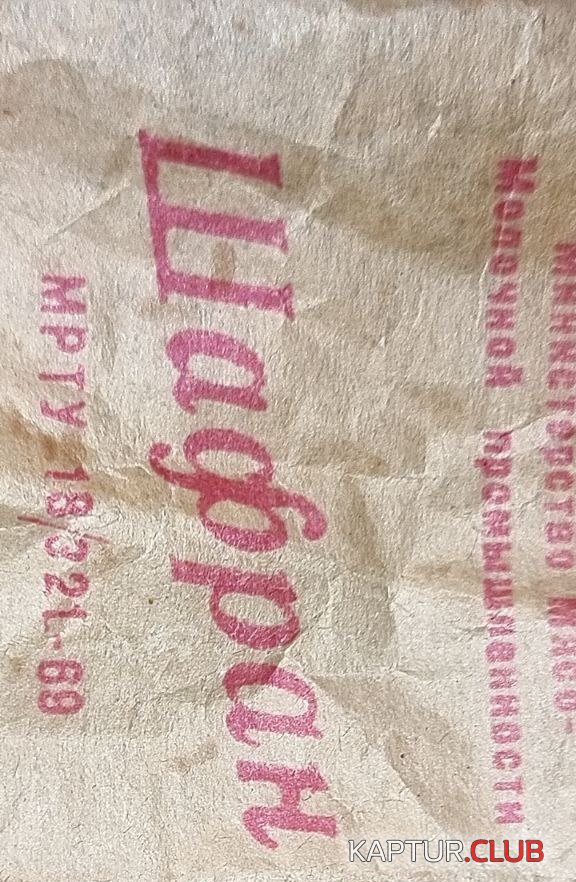 Министерство Мясо-
Молочной промышленности
Шафран
МРТУ 18/321-69
KAPTUR.CLUB